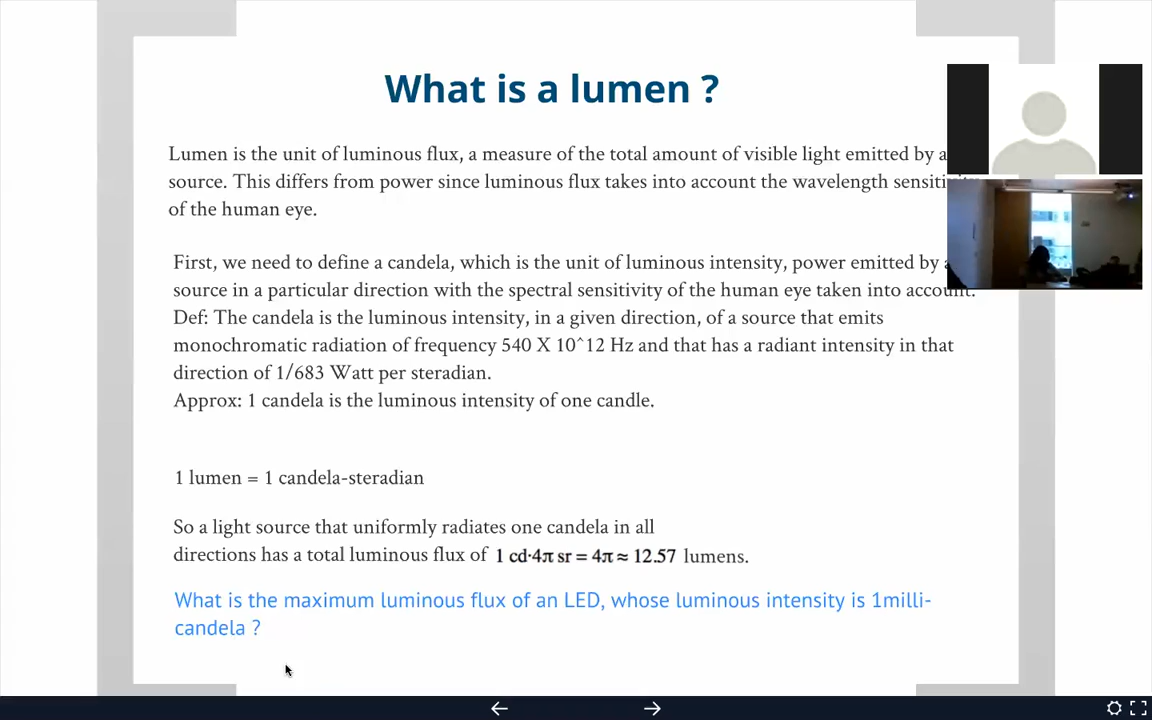 What is a lumen ?
Lumen is the unit of luminous flux, a measure of the total amount of visible light emitted by a
source. This differs from power since luminous flux takes into account the wavelength
of the human eye.
First, we need to define a candela, which is the unit of luminous intensity, power emitted by
source in a particular direction with the spectral sensitivity of the human eye taken into account.
Def: The candela is the luminous intensity, in a given direction, of a source that emits
monochromatic radiation of frequency 540 X 10^12 Hz and that has a radiant intensity in that
direction of 1/683 Watt per steradian.
Approx: 1 candela is the luminous intensity of one candle.
1 lumen = 1 candela-steradian
So a light source that uniformly radiates one candela in all
directions has a total luminous flux of 1 cd·4π sr = 4π ≈ 12.57 lumens.
What is the maximum luminous flux of an LED, whose luminous intensity is 1milli-
candela ?